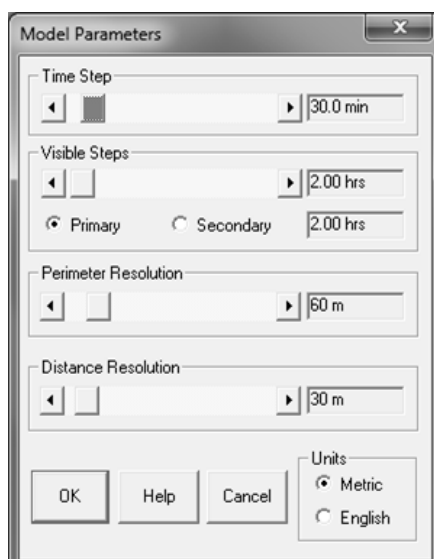 Model Parameters
Time Step
30.0 min
Visible Steps
2.00 hrs
Primary Secondary 2.00 hrs
Perimeter Resolution
60 m
Distance Resolution
30 m
Units
OK Help Cancel Metric
English